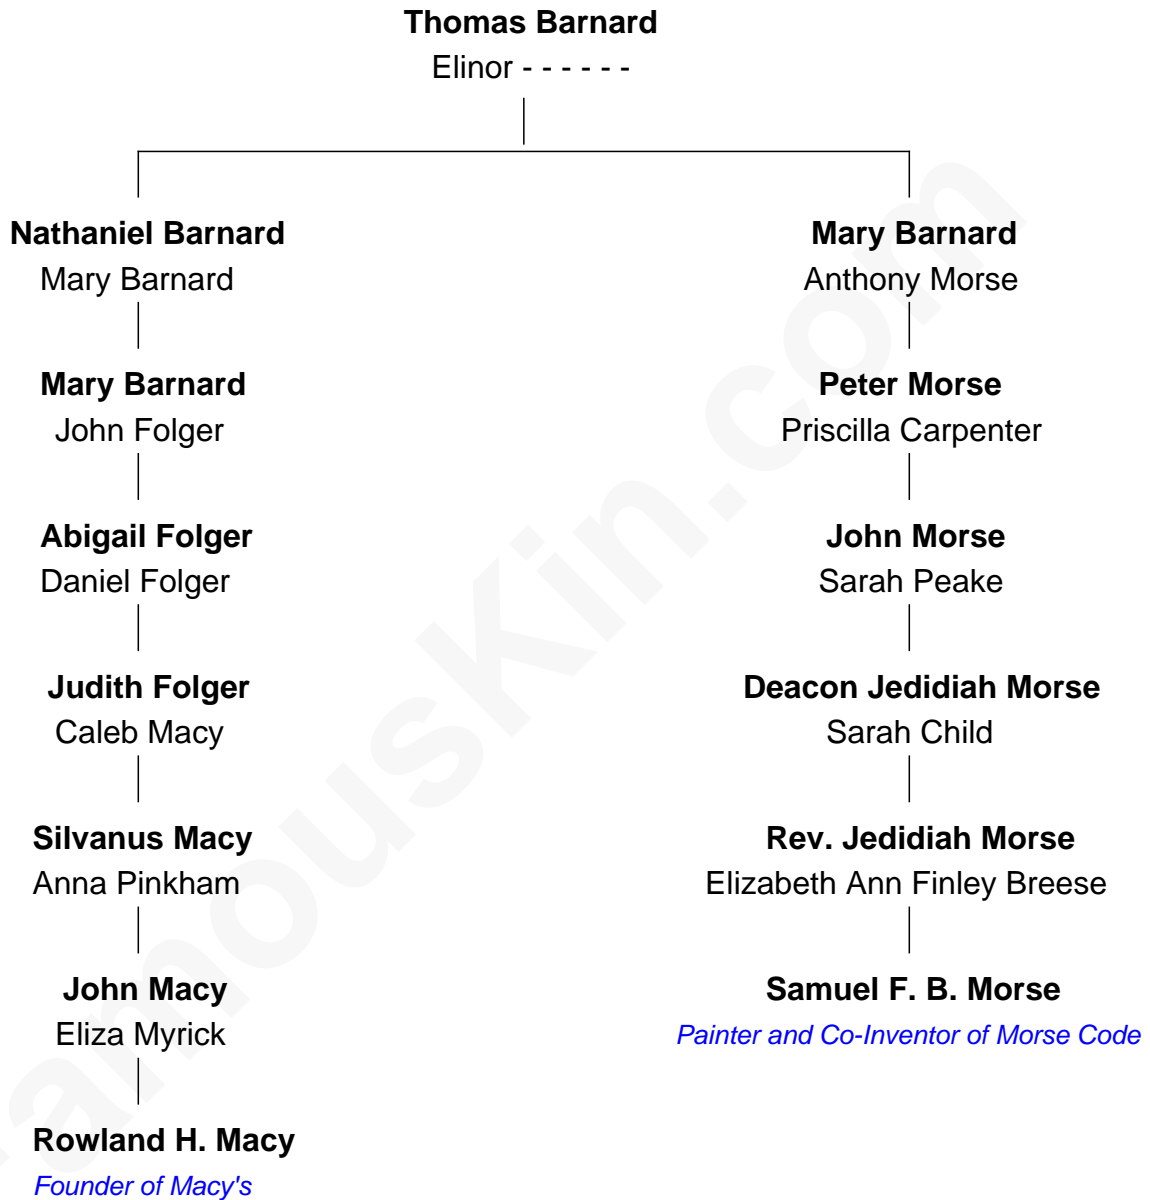 Thomas Barnard
Elinor - - - - - -
Nathaniel Barnard
Mary Barnard
Mary Barnard
Anthony Morse
Mary Barnard
John Folger
Peter Morse
Priscilla Carpenter
Abigail Folger
Daniel Folger
John Morse
Sarah Peake
Judith Folger
Caleb Macy
Deacon Jedidiah Morse
Sarah Child
Silvanus Macy
Anna Pinkham
Rev. Jedidiah Morse
Elizabeth Ann Finley Breese
John Macy
Eliza Myrick
Samuel F. B. Morse
Painter and Co-Inventor of Morse Code
Rowland H. Macy
Founder of Macy's
famouskin.com